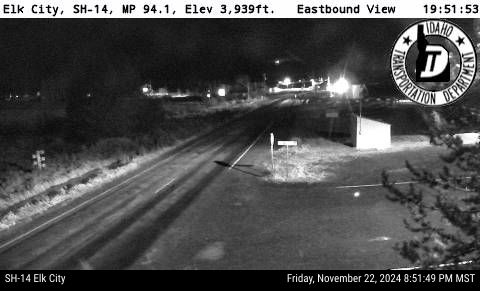 Elk City, SH-14, MP 94.1, Elev 3,939ft. Eastbound View 19:51:53
IDAHO
TRANSPORTATION DEPARTMENT
SH-14 Elk City Friday, November 22, 2024 8:51:49 PM MST